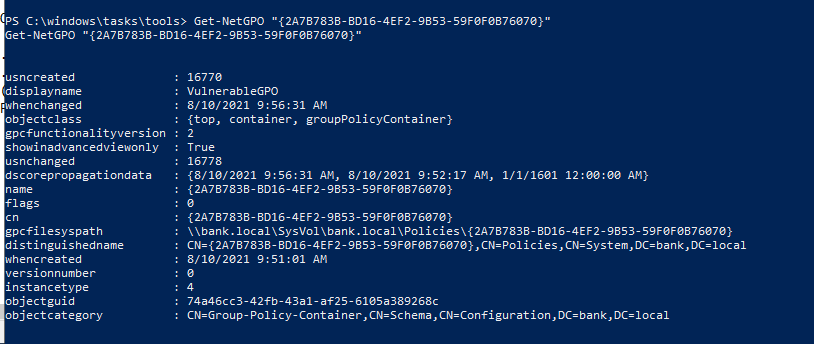 PS C:\windows\tasks\tools> Get-NetGPO "{2A7B783B-BD16-4EF2-9B53-59F0F0B76070}"
Get-NetGPO "{2A7B783B-BD16-4EF2-9B53-59F0F0B76070}"
usncreated : 16770
displayname : VulnerableGPO
whenchanged : 8/10/2021 9:56:31 AM
objectclass : {top, container, groupPolicyContainer}
gpcfunctionalityversion : 2
showinadvancedviewonly : True
usnchanged : 16778
dscorepropagationdata : {8/10/2021 9:56:31 AM, 8/10/2021 9:52:17 AM, 1/1/1601 12:00:00 AM}
name : {2A7B783B-BD16-4EF2-9B53-59F0F0B76070}
flags : 0
cn : {2A7B783B-BD16-4EF2-9B53-59F0F0B76070}
gpcfilesyspath : \\bank.local\SysVol\bank.local\Policies\{2A7B783B-BD16-4EF2-9B53-59F0F0B76070}
distinguishedname : CN={2A7B783B-BD16-4EF2-9B53-59F0F0B76070},CN=Policies,CN=System,DC=bank,DC=local
whencreated : 8/10/2021 9:51:01 AM
versionnumber : 0
instancetype : 4
objectguid : 74a46cc3-42fb-43a1-af25-6105a389268c
objectcategory : CN=Group-Policy-Container,CN=Schema,CN=Configuration,DC=bank,DC=local